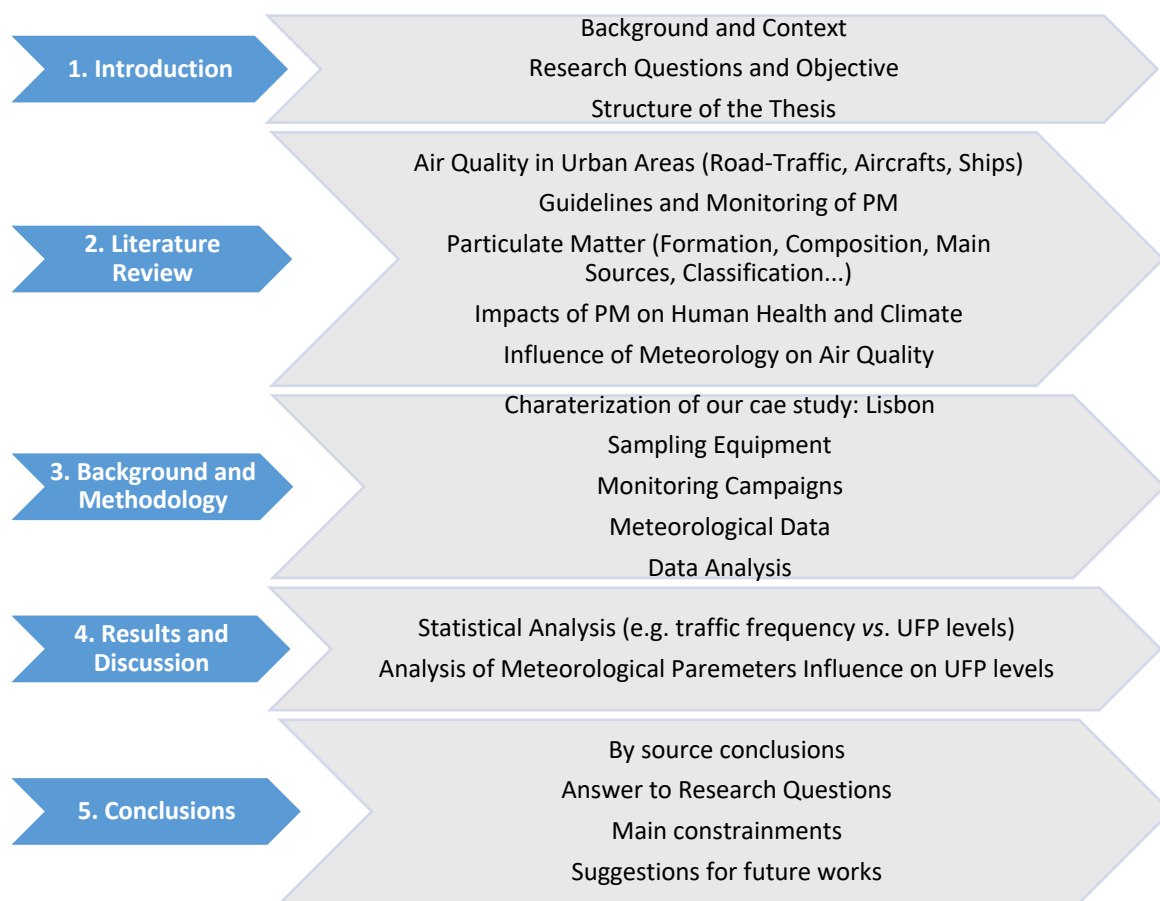 1. Introduction
Background and Context
Research Questions and Objective
Structure of the Thesis
2. Literature
Review
Air Quality in Urban Areas (Road-Traffic, Aircrafts, Ships)
Guidelines and Monitoring of PM
Particulate Matter (Formation, Composition, Main
Sources, Classification...)
Impacts of PM on Human Health and Climate
Influence of Meteorology on Air Quality
3. Background and
Methodology
Charaterization of our cae study: Lisbon
Sampling Equipment
Monitoring Campaigns
Meteorological Data
Data Analysis
4. Results and
Discussion
Statistical Analysis (e.g. traffic frequency vs. UFP levels)
Analysis of Meteorological Paremeters Influence on UFP levels
5. Conclusions
By source conclusions
Answer to Research Questions
Main constrainments
Suggestions for future works